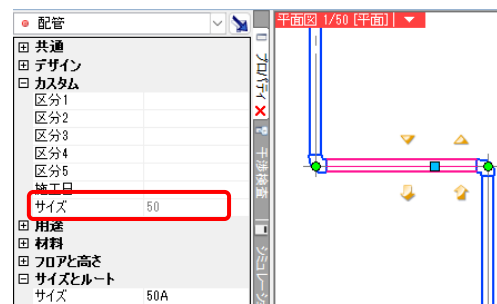 配管
共通
デザイン
カスタム
区分1
区分2
区分3
区分4
区分5
施工日
サイズ 50
用途
材料
フロアと高さ
サイズとルート
サイズ 50A
プロパティ
干渉検査
シミュレーシ
平面図 1/50 [平面]